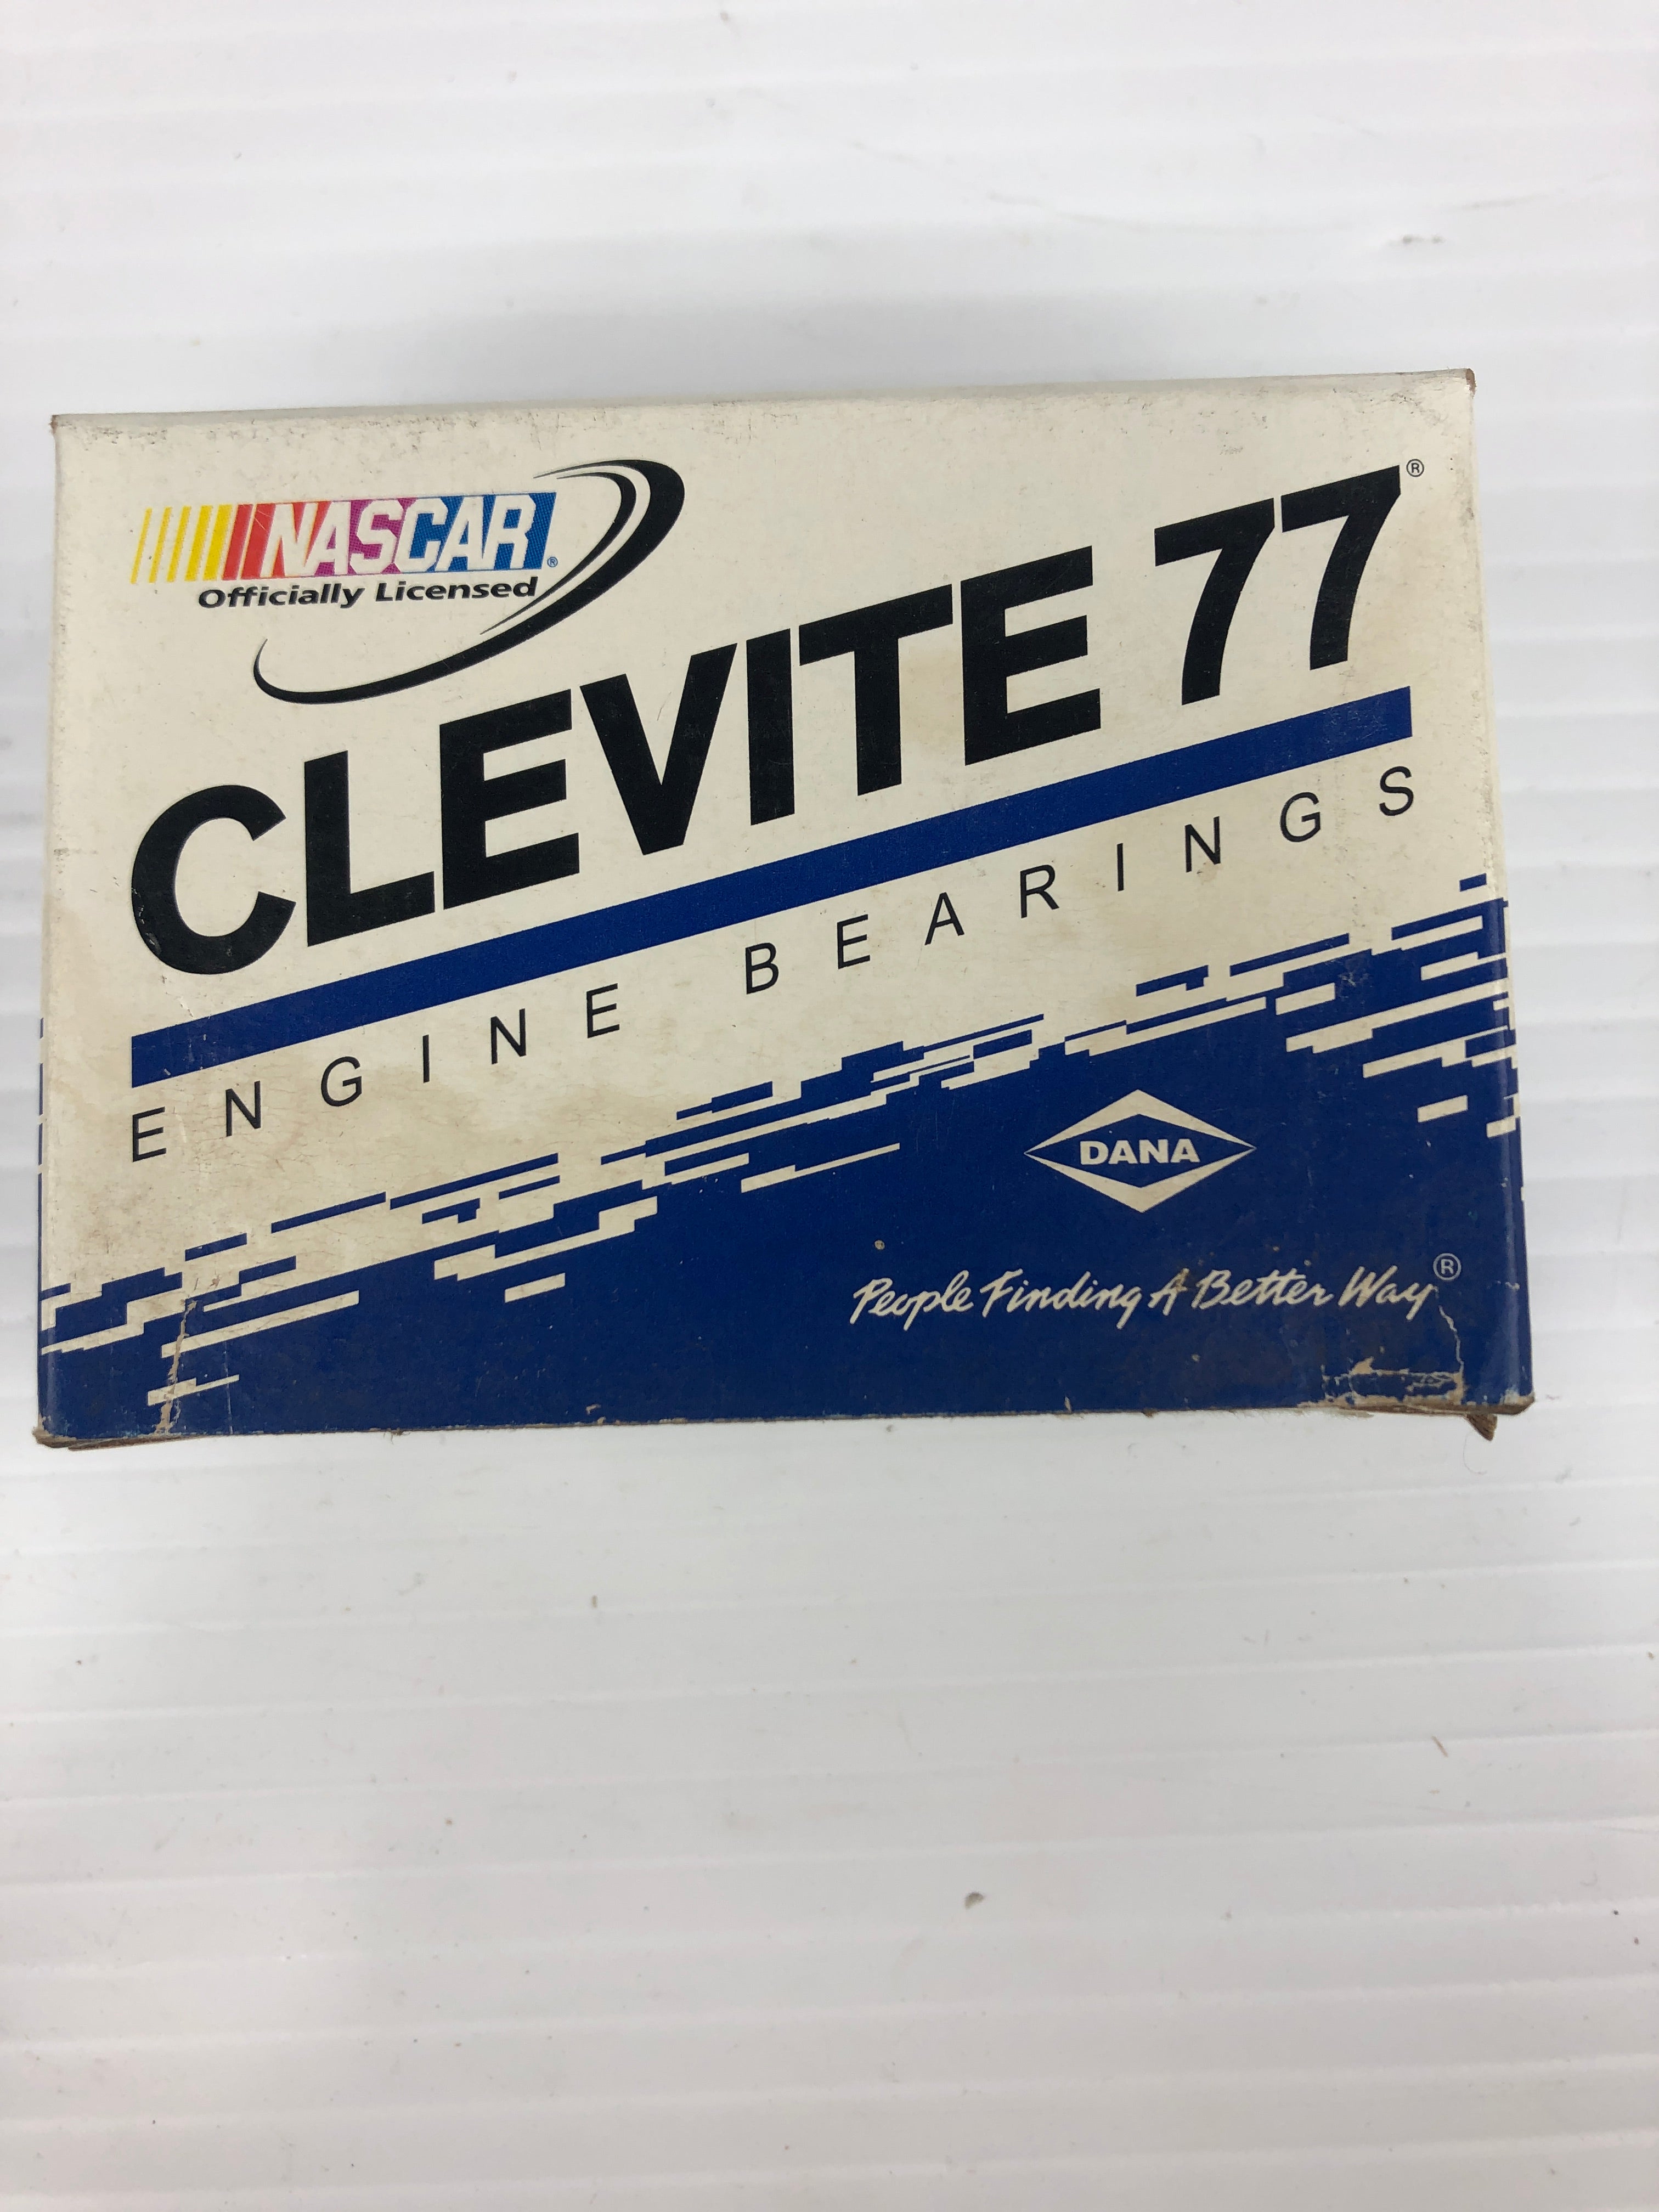 NASCAR®
Officially Licensed
CLEVITE 77®
ENGINE BEARINGS
DANA
People Finding A Better Way®